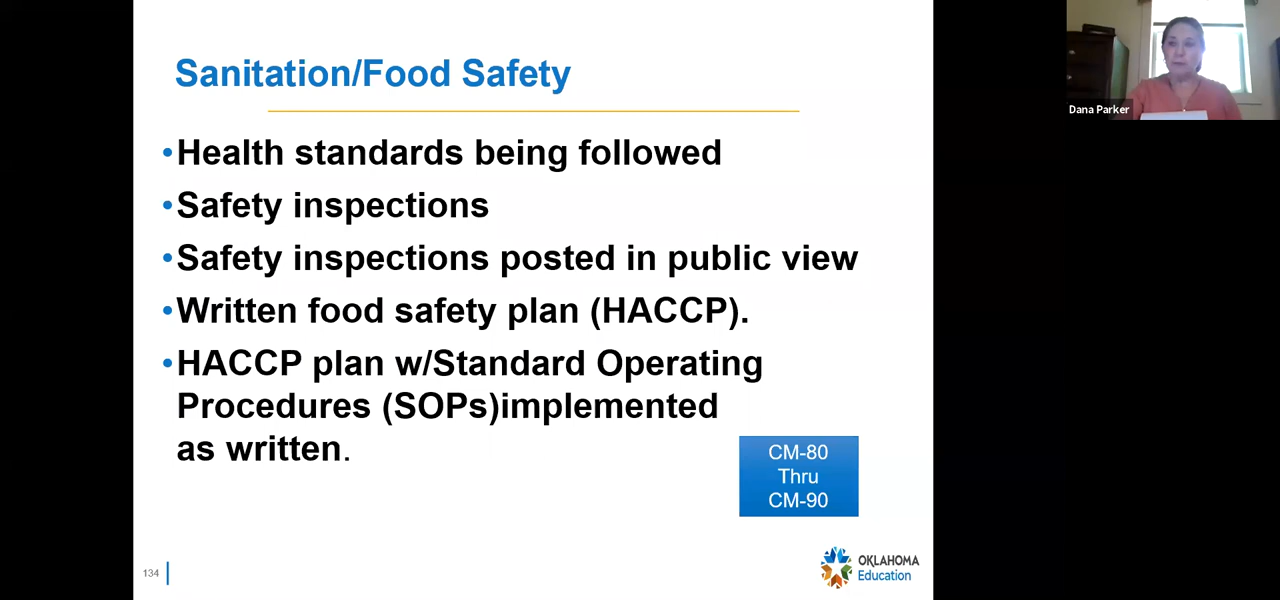 Sanitation/Food Safety
Dana Parker
•Health standards being followed
•Safety inspections
•Safety inspections posted in public view
•Written food safety plan (HACCP).
•HACCP plan w/Standard Operating
Procedures (SOPs)implemented
as written.
CM-80
Thru
CM-90
134
OKLAHOMA
Education